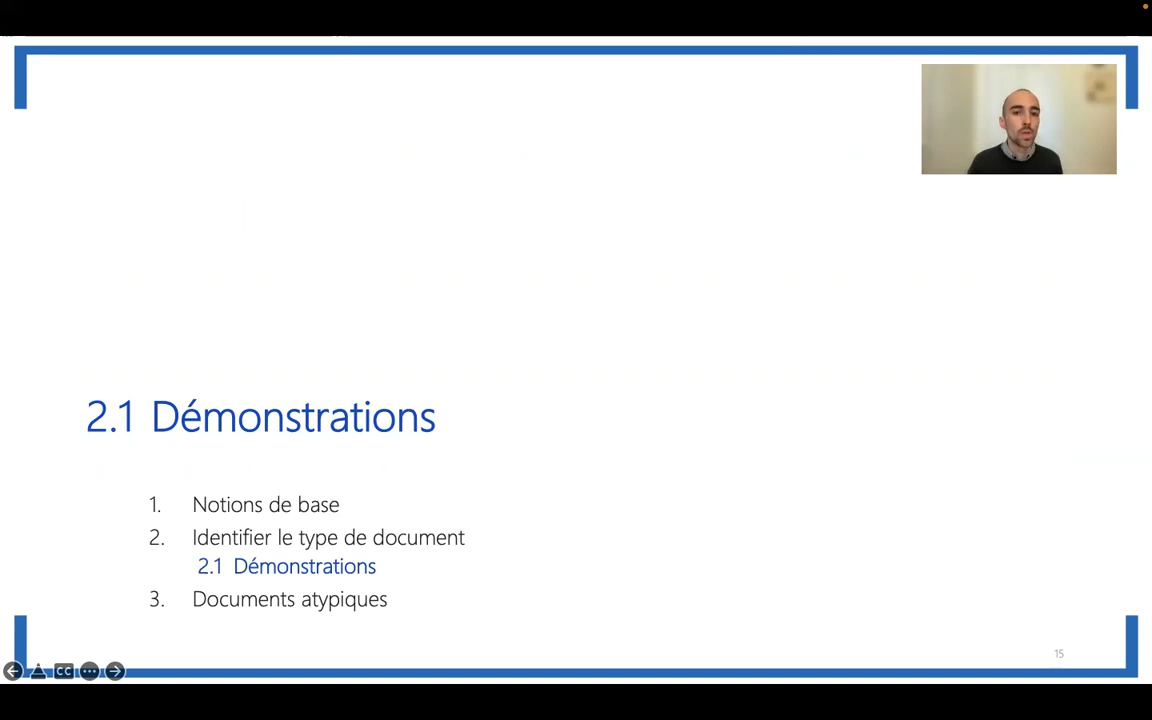 2.1 Démonstrations
1. Notions de base
2. Identifier le type de document
2.1 Démonstrations
3. Documents atypiques
15
CC